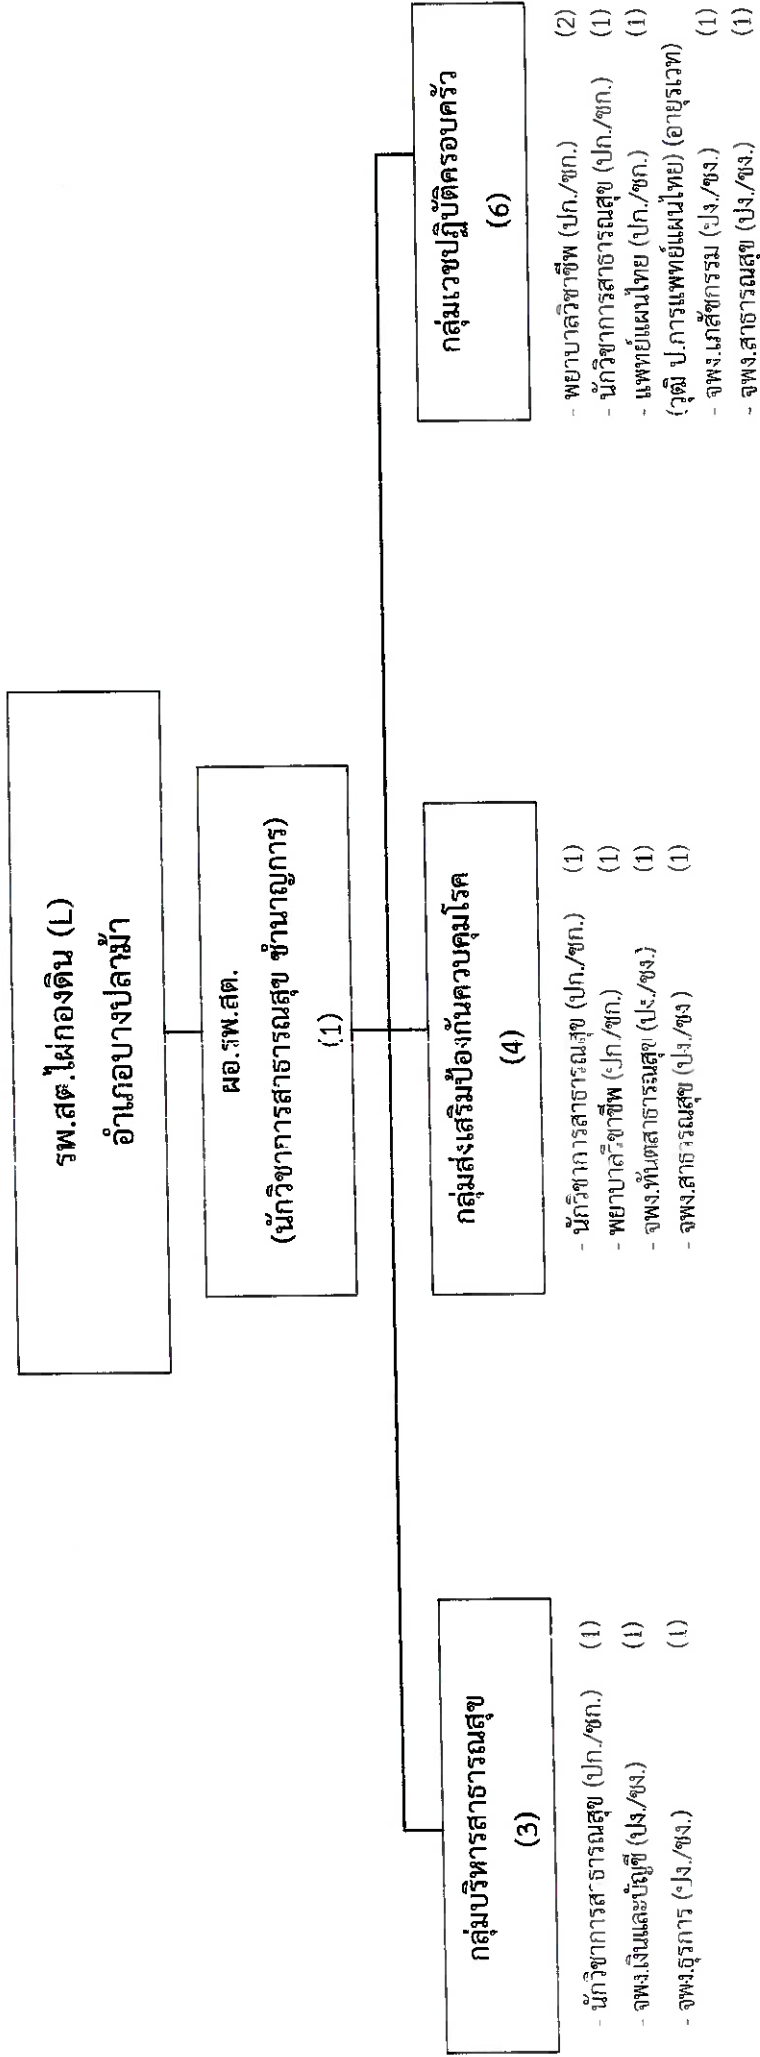 รพ.สต.ไผ่กองดิน (L)
อำเภอบางปลาม้า
ผอ.รพ.สต.
(นักวิชาการสาธารณสุข ชำนาญการ)
(1)
กลุ่มบริหารสาธารณสุข
(3)
- นักวิชาการสาธารณสุข (ปก./ชก.) (1)
- จพง.เงินและบัญชี (ปง./ชง.) (1)
- จพง.ธุรการ (ปง./ชง.) (1)
กลุ่มส่งเสริมป้องกันควบคุมโรค
(4)
- นักวิชาการสาธารณสุข (ปก./ชก.) (1)
- พยาบาลวิชาชีพ (ปก./ชก.) (1)
- จพง.ทันตสาธารณสุข (ปง./ชง.) (1)
- จพง.สาธารณสุข (ปง./ชง) (1)
กลุ่มเวชปฏิบัติครอบครัว
(6)
- พยาบาลวิชาชีพ (ปก./ชก.) (2)
- นักวิชาการสาธารณสุข (ปก./ชก.) (1)
- แพทย์แผนไทย (ปก./ชก.) (1)
(วุฒิ ป.การแพทย์แผนไทย) (อายุรเวท)
- จพง.เภสัชกรรม (ปง./ชง.) (1)
- จพง.สาธารณสุข (ปง./ชง.) (1)